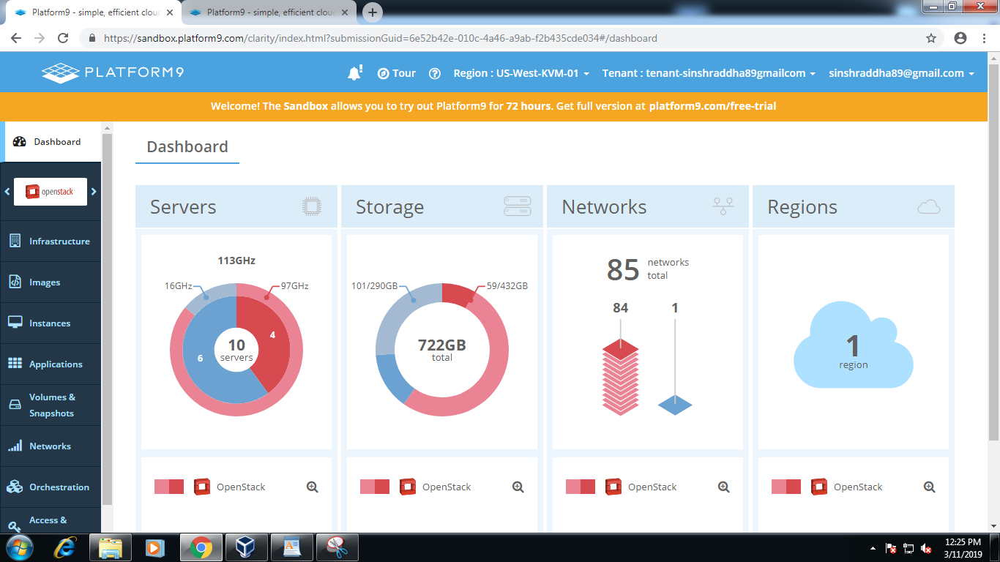 Platform9 - simple, efficient clou
Platform9 - simple, efficient clou
https://sandbox.platform9.com/clarity/index.html?submissionGuid=6e52b42e-010c-4a46-a9ab-f2b435cde034#/dashboard
PLATFORM9
Tour
Region : US-West-KVM-01
Tenant : tenant-sinshraddha89gmailcom
sinshraddha89@gmail.com
Welcome! The Sandbox allows you to try out Platform9 for 72 hours. Get full version at platform9.com/free-trial
Dashboard
openstack
Infrastructure
Images
Instances
Applications
Volumes &
Snapshots
Networks
Orchestration
Access &
Dashboard
Servers
113GHz
16GHz
97GHz
4
6
10
servers
OpenStack
Storage
101/290GB
59/432GB
722GB
total
OpenStack
Networks
85
networks
total
84
1
OpenStack
Regions
1
region
OpenStack
12:25 PM
3/11/2019